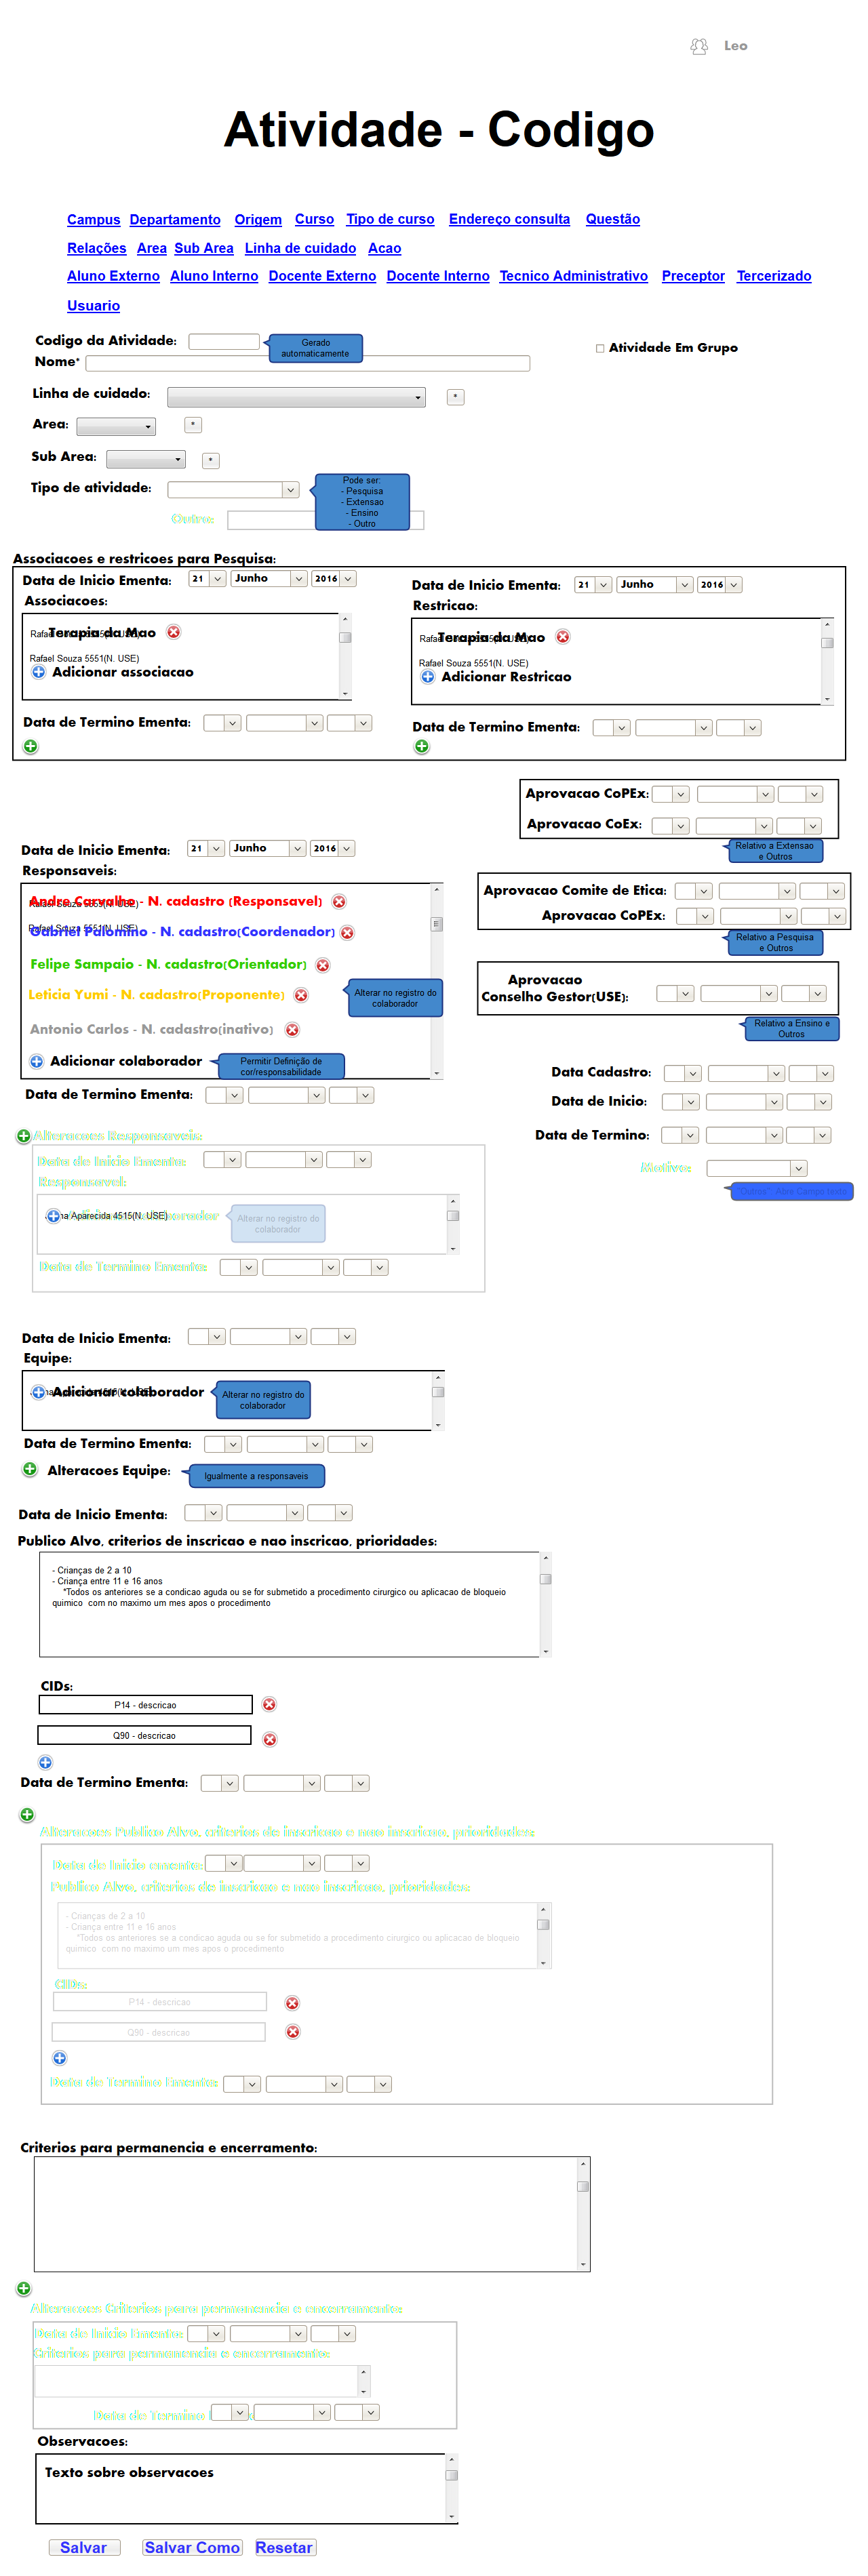 Leo
Atividade - Codigo
Campus Departamento Origem Curso Tipo de curso Endereço consulta Questão
Relações Area Sub Area Linha de cuidado Acao
Aluno Externo Aluno Interno Docente Externo Docente Interno Tecnico Administrativo Preceptor Tercerizado
Usuario
Codigo da Atividade:
Gerado
automaticamente
Atividade Em Grupo
Nome*
Linha de cuidado:
*
Area:
*
Sub Area:
*
Tipo de atividade:
Pode ser:
- Pesquisa
- Extensao
- Ensino
- Outro
Outro:
Associacoes e restricoes para Pesquisa:
Data de Inicio Ementa: 21 Junho 2016
Associacoes:
Terapia da Mao
Rafael Souza 5551(N. USE)
Adicionar associacao
Data de Termino Ementa:
Data de Inicio Ementa: 21 Junho 2016
Restricao:
Terapia da Mao
Rafael Souza 5551(N. USE)
Adicionar Restricao
Data de Termino Ementa:
Aprovacao CoPEx:
Aprovacao CoEx:
Relativo a Extensao
e Outros
Data de Inicio Ementa: 21 Junho 2016
Responsaveis:
Andre Carvalho - N. cadastro (Responsavel)
Gabriel Palomino - N. cadastro(Coordenador)
Rafael Souza 5551(N. USE)
Felipe Sampaio - N. cadastro(Orientador)
Leticia Yumi - N. cadastro(Proponente)
Alterar no registro do
colaborador
Antonio Carlos - N. cadastro(inativo)
Adicionar colaborador
Permitir Definição de
cor/responsabilidade
Data de Termino Ementa:
Aprovacao Comite de Etica:
Aprovacao CoPEx:
Relativo a Pesquisa
e Outros
Aprovacao
Conselho Gestor(USE):
Relativo a Ensino e
Outros
Data Cadastro:
Data de Inicio:
Data de Termino:
Motivo:
Alteracoes Responsaveis:
Data de Inicio Ementa:
Responsavel:
Aparecida 4515(N. USE)
Alterar no registro do
colaborador
Data de Termino Ementa:
Data de Inicio Ementa:
Equipe:
Adicionar colaborador
Alterar no registro do
colaborador
Data de Termino Ementa:
Alteracoes Equipe:
Igualmente a responsaveis
Data de Inicio Ementa:
Publico Alvo, criterios de inscricao e nao inscricao, prioridades:
- Crianças de 2 a 10
- Criança entre 11 e 16 anos
*Todos os anteriores se a condicao aguda ou se for submetido a procedimento cirurgico ou aplicacao de bloqueio
quimico com no maximo um mes apos o procedimento
CIDs:
P14 - descricao
Q90 - descricao
Data de Termino Ementa:
Alteracoes Publico Alvo, criterios de inscricao e nao inscricao, prioridades:
Data de Inicio ementa:
Publico Alvo, criterios de inscricao e nao inscricao, prioridades:
- Crianças de 2 a 10
- Criança entre 11 e 16 anos
*Todos os anteriores se a condicao aguda ou se for submetido a procedimento cirurgico ou aplicacao de bloqueio
quimico com no maximo um mes apos o procedimento
CIDs:
P14 - descricao
Q90 - descricao
Data de Termino Ementa:
Criterios para permanencia e encerramento:
Alteracoes Criterios para permanencia e encerramento:
Data de Inicio Ementa:
Criterios para permanencia e encerramento:
Data de Termino
Observacoes:
Texto sobre observacoes
Salvar Salvar Como Resetar